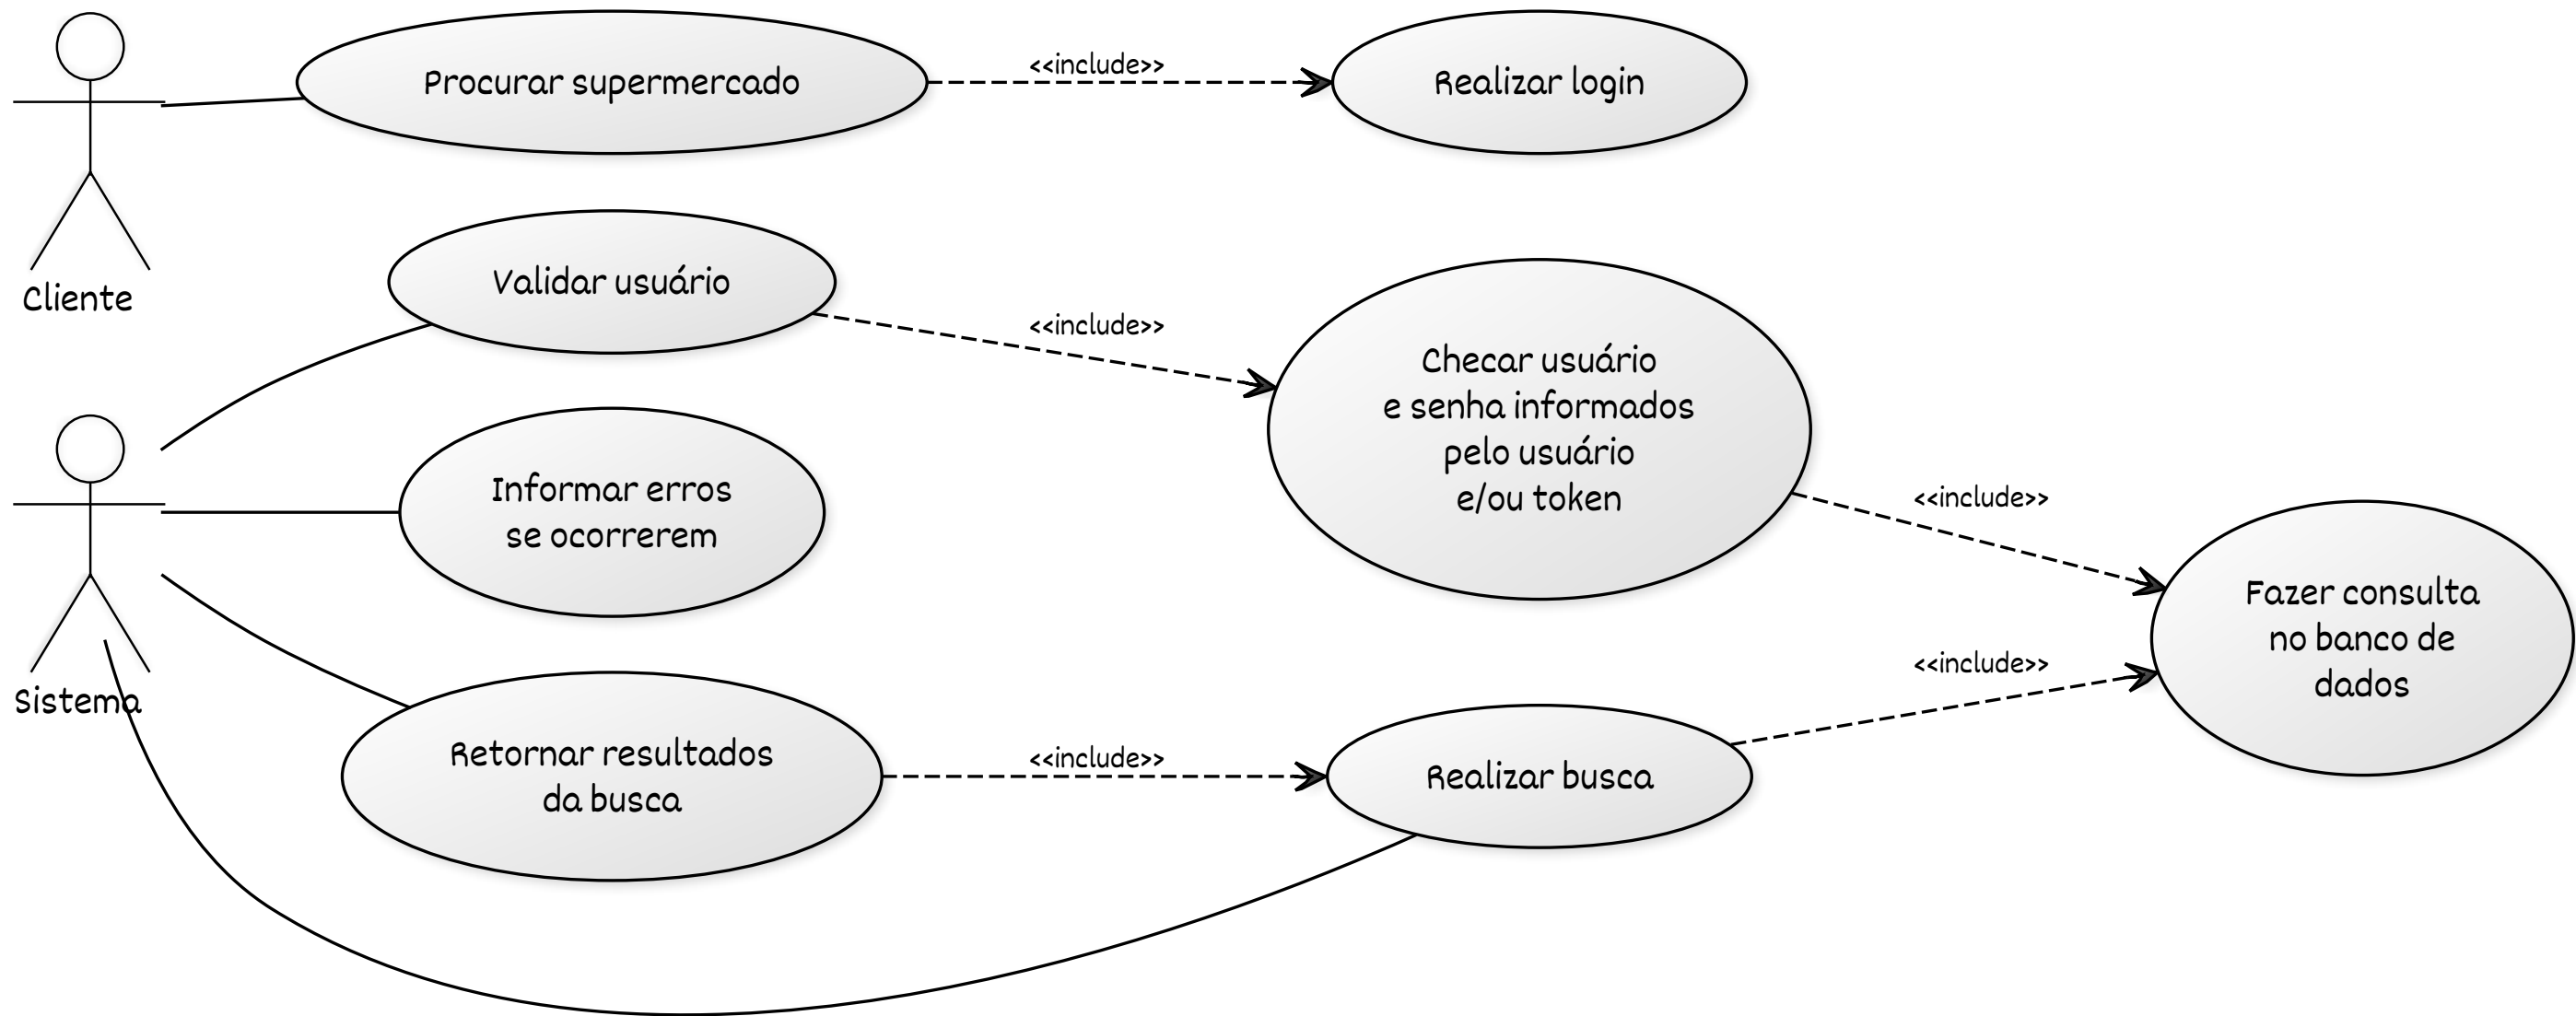 Procurar supermercado
<<include>>
Realizar login
Cliente
Validar usuário
<<include>>
Checar usuário
e senha informados
pelo usuário
e/ou token
Informar erros
se ocorrerem
<<include>>
Fazer consulta
no banco de
dados
<<include>>
Sistema
Retornar resultados
da busca
<<include>>
Realizar busca